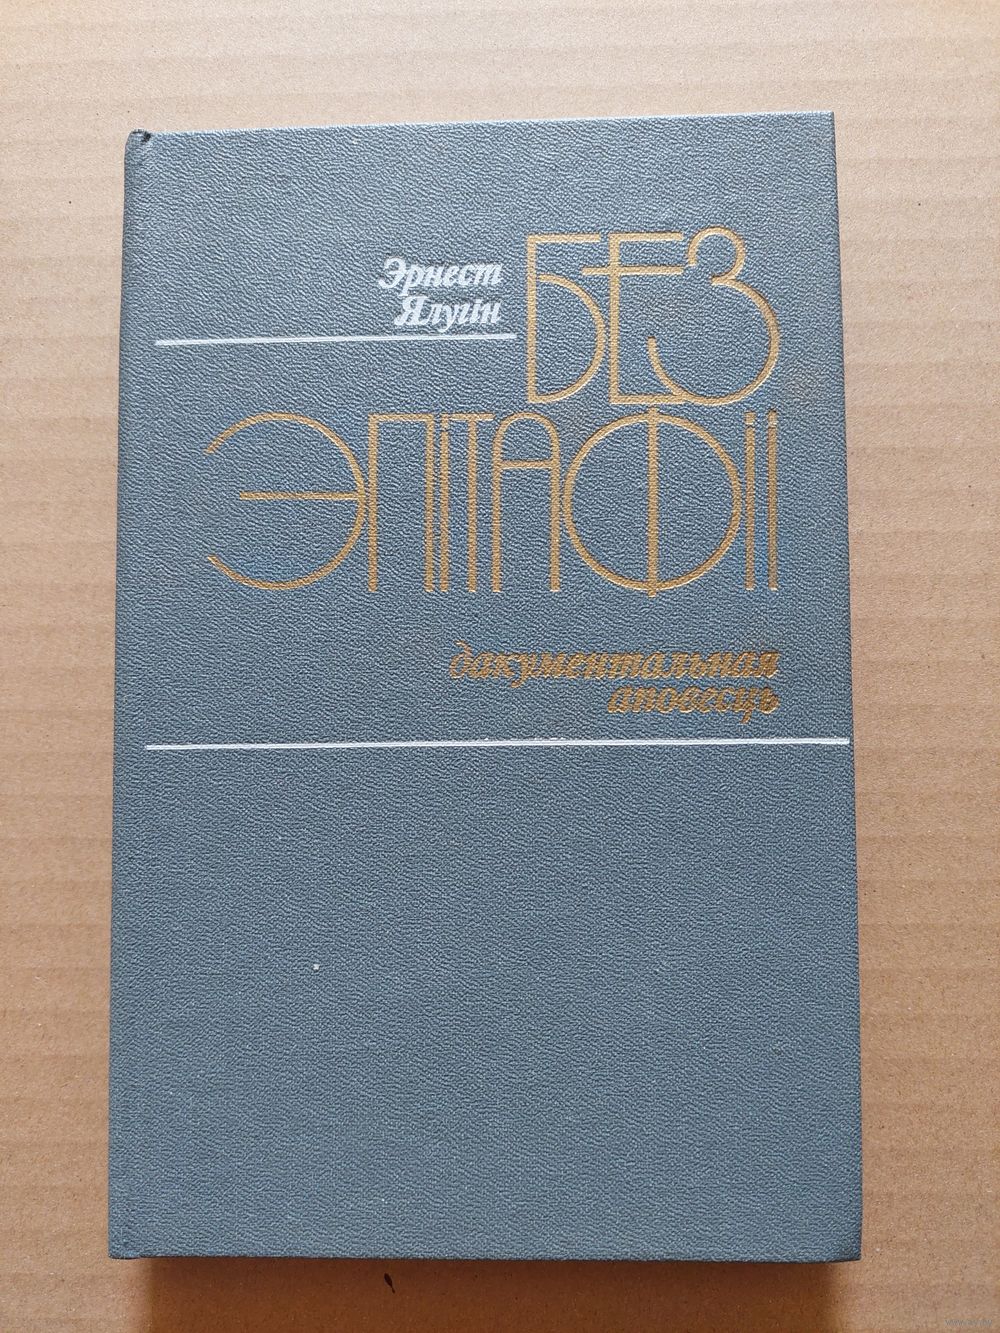 Эрнест
Ялугін
БЕЗ
ЭПІТАФІІ
дакументальная
аповесць